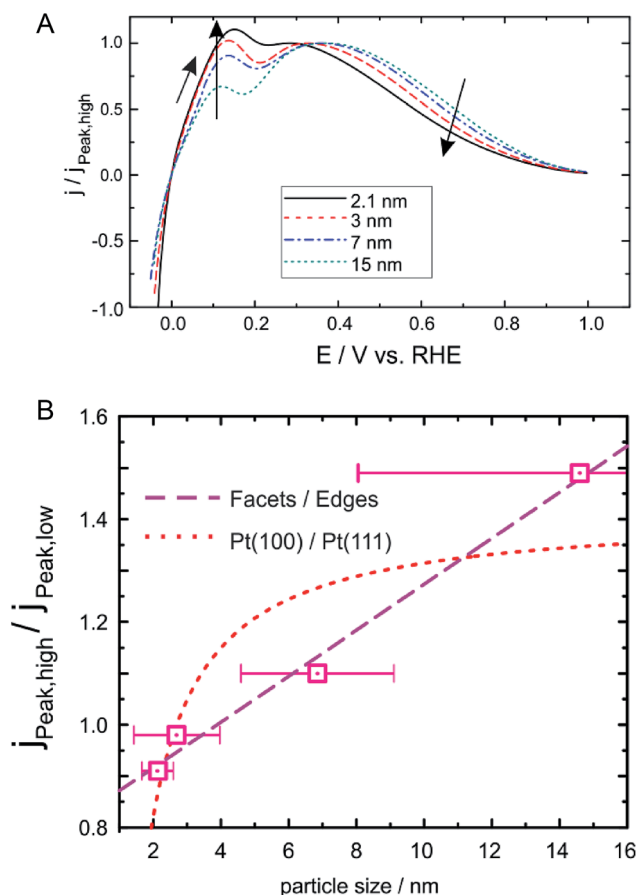 A
j / j Peak,high
1.0
0.5
0.0
-0.5
-1.0
2.1 nm
3 nm
7 nm
15 nm
0.0 0.2 0.4 0.6 0.8 1.0
E / V vs. RHE
B
j Peak,high / j Peak,low
1.6
1.4
1.2
1.0
0.8
Facets / Edges
Pt(100) / Pt(111)
2 4 6 8 10 12 14 16
particle size / nm